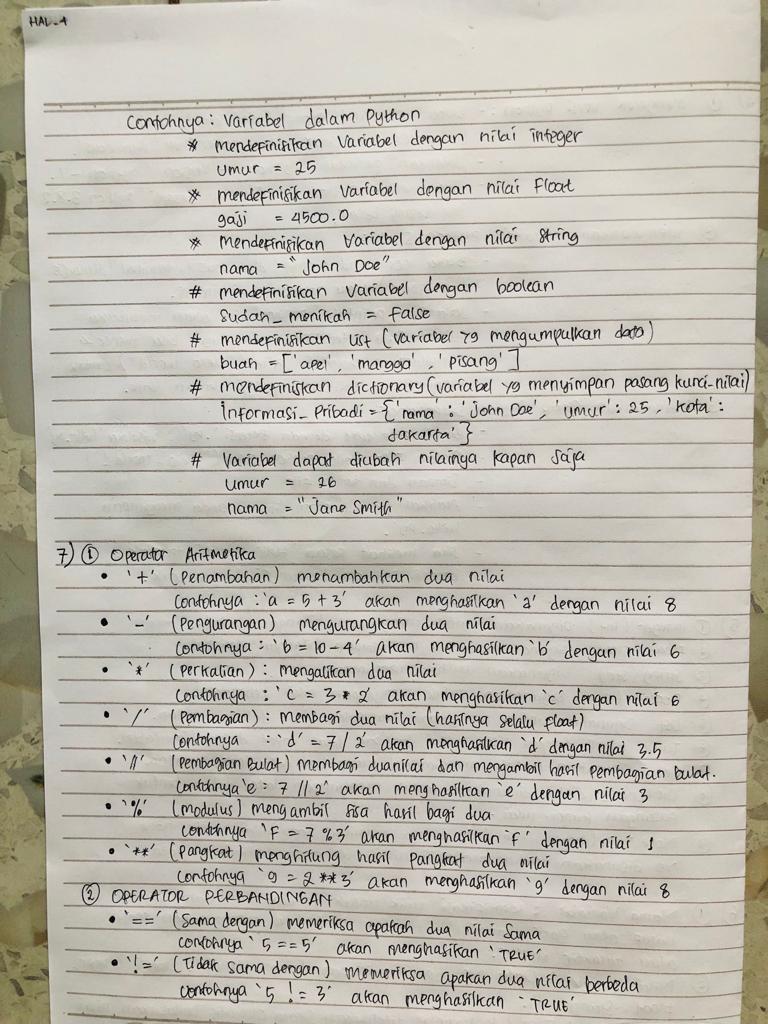 HAL-4
Contohnya: Variabel dalam Python
* mendefinisikan Variabel dengan nilai integer
umur = 25
* mendefinisikan Variabel dengan nilai Float
gaji = 4500.0
* Mendefinisikan Variabel dengan nilai String
nama = "John Doe"
# mendefinisikan Variabel dengan boolean
Sudah_menikah = False
# mendefinisikan List (variabel yg mengumpulkan data)
buah = ['apel', 'mangga', 'pisang']
# mendefiniskan dictionary (variabel yg menyimpan pasang kunci-nilai)
Informasi_Pribadi = {'nama' : 'John Doe', 'umur' : 25, 'kota' :
Jakarta'}
# Variabel dapat diubah nilainya kapan saja
umur = 26
nama = "Jane Smith"
7) ① Operator Aritmetika
• '+' (Penambahan) menambahkan dua nilai
Contohnya : 'a = 5 + 3' akan menghasilkan 'a' dengan nilai 8
• '-' (Pengurangan) mengurangkan dua nilai
Contohnya : 'b = 10 - 4' akan menghasilkan 'b' dengan nilai 6
• '*' (Perkalian) : mengalikan dua nilai
Contohnya : 'c = 3 * 2' akan menghasilkan 'c' dengan nilai 6
• '/' (Pembagian) : membagi dua nilai (hasilnya selalu float)
Contohnya : 'd' = 7 / 2' akan menghasilkan 'd' dengan nilai 3.5
• '//' (Pembagian Bulat) membagi dua nilai dan mengambil hasil Pembagian bulat.
Contohnya 'e = 7 // 2' akan menghasilkan 'e' dengan nilai 3
• '%' (modulus) mengambil sisa hasil bagi dua
Contohnya 'F = 7 % 3' akan menghasilkan 'f' dengan nilai 1
• '**' (Pangkat) menghitung hasil pangkat dua nilai
Contohnya 'g = 2 ** 3' akan menghasilkan 'g' dengan nilai 8
② OPERATOR PERBANDINGAN
• '==' (Sama dengan) memeriksa apakah dua nilai Sama
Contohnya '5 == 5' akan menghasilkan 'TRUE'
• '!=' (Tidak sama dengan) Memeriksa apakan dua nilai berbeda
Contohnya '5 != 3' akan menghasilkan 'TRUE'